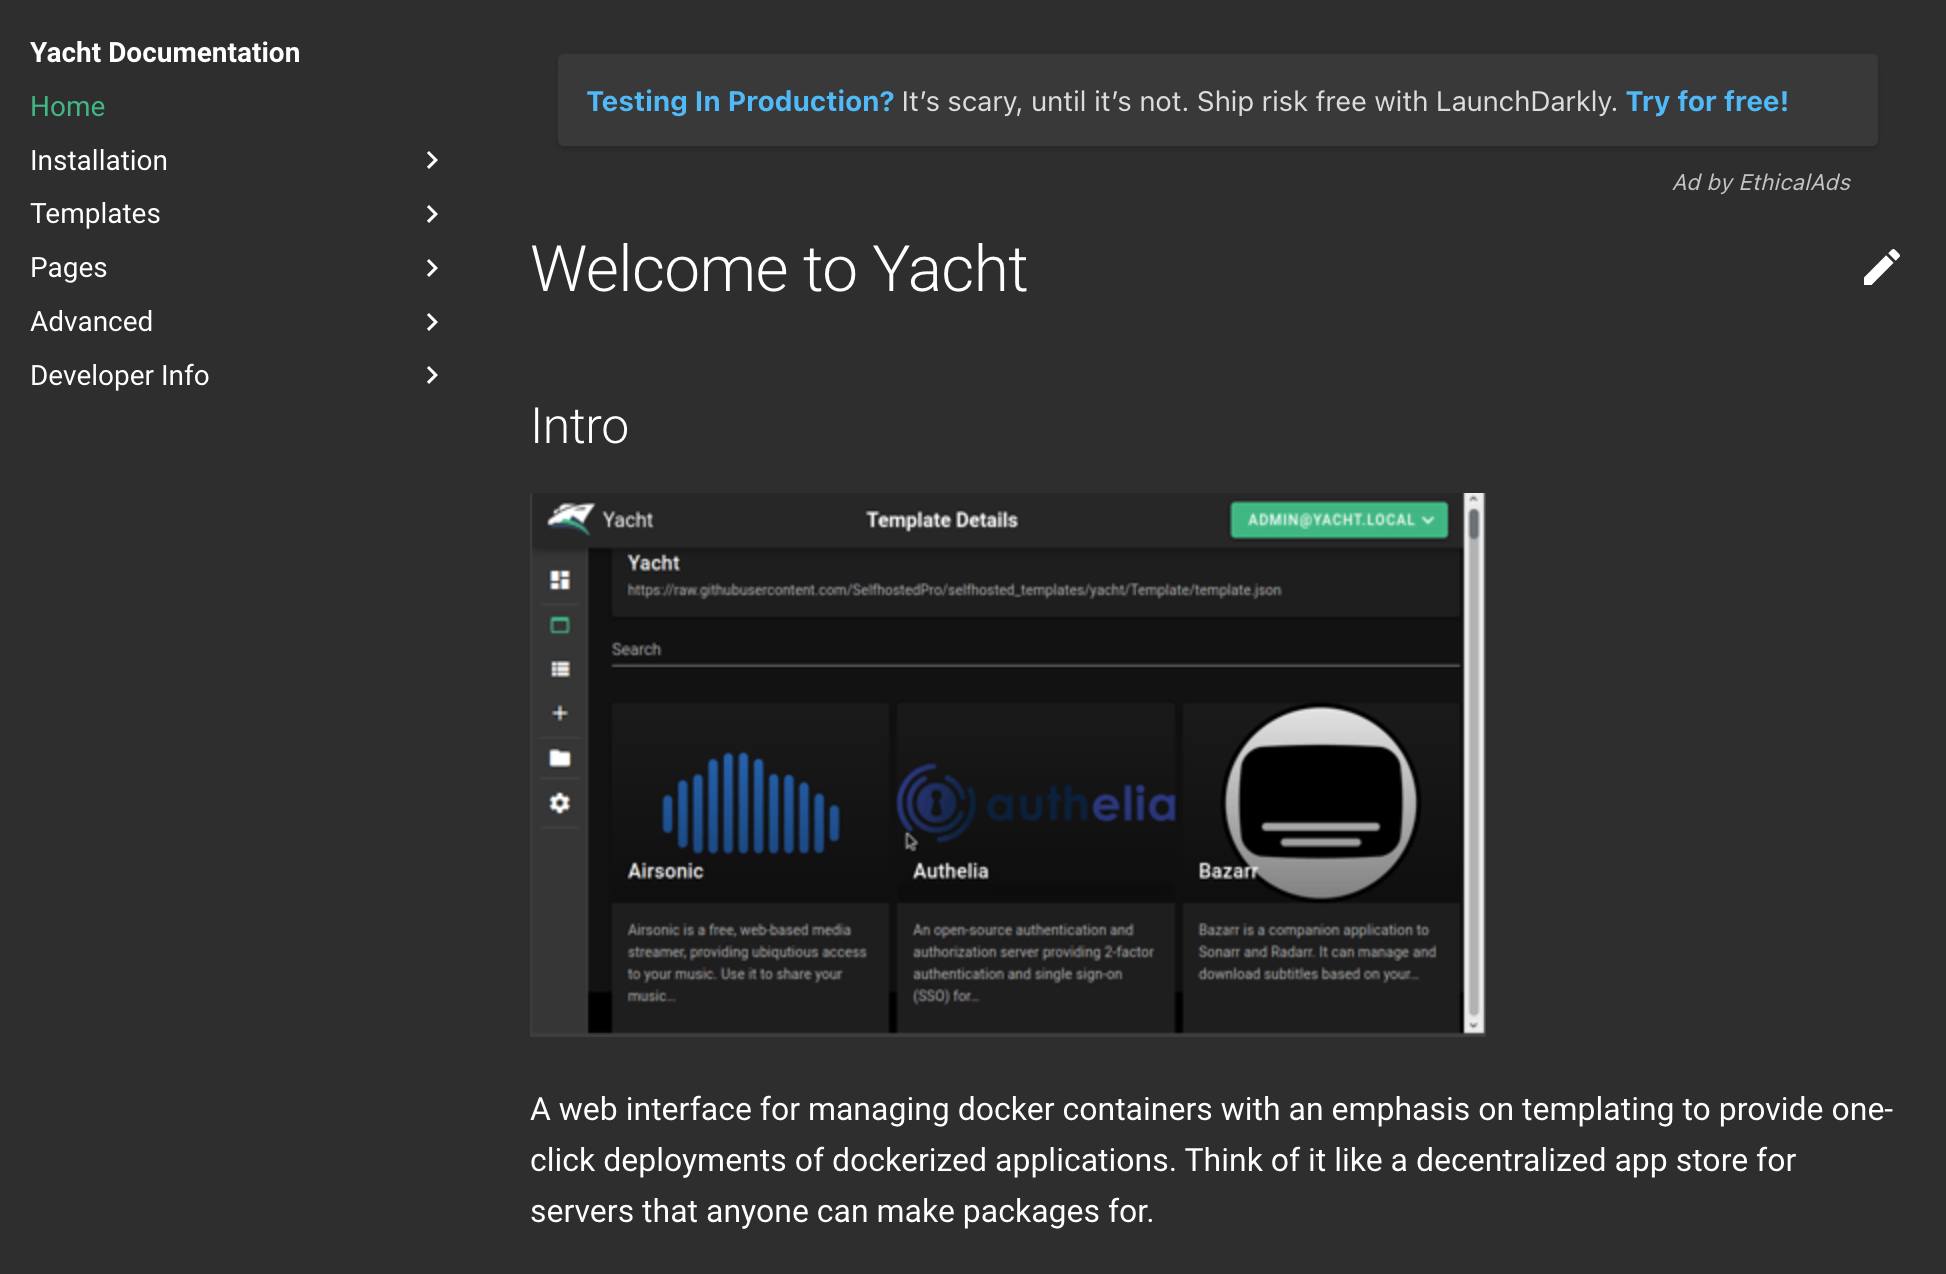 Yacht Documentation
Home
Installation
Templates
Pages
Advanced
Developer Info
Testing In Production? It's scary, until it's not. Ship risk free with LaunchDarkly. Try for free!
Ad by EthicalAds
Welcome to Yacht
Intro
Yacht
Template Details
ADMIN@YACHT.LOCAL
Yacht
https://raw.githubusercontent.com/SelfhostedPro/selfhosted_templates/yacht/Template/template.json
Search
authelia
Airsonic
Authelia
Bazarr
Airsonic is a free, web-based media
streamer, providing ubiqutious access
to your music. Use it to share your
music...
An open-source authentication and
authorization server providing 2-factor
authentication and single sign-on
(SSO) for...
Bazarr is a companion application to
Sonarr and Radarr. It can manage and
download subtitles based on your...
A web interface for managing docker containers with an emphasis on templating to provide one-
click deployments of dockerized applications. Think of it like a decentralized app store for
servers that anyone can make packages for.